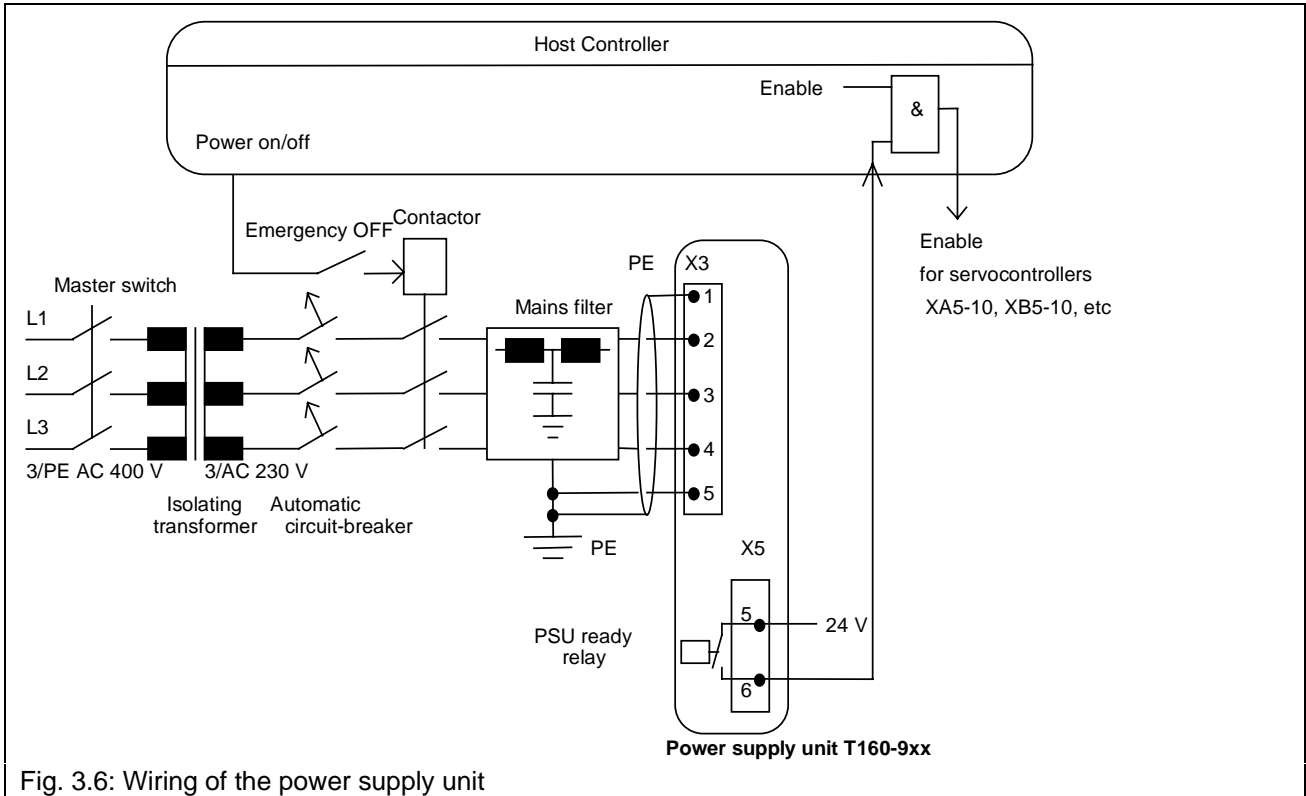 Host Controller
Enable
&
Power on/off
Emergency OFF
Contactor
Enable
for servocontrollers
XA5-10, XB5-10, etc
PE
X3
Master switch
Mains filter
1
L1
2
L2
3
L3
4
3/PE AC 400 V
3/AC 230 V
5
Isolating
transformer
Automatic
circuit-breaker
PE
X5
5
24 V
PSU ready
relay
6
Power supply unit T160-9xx
Fig. 3.6: Wiring of the power supply unit